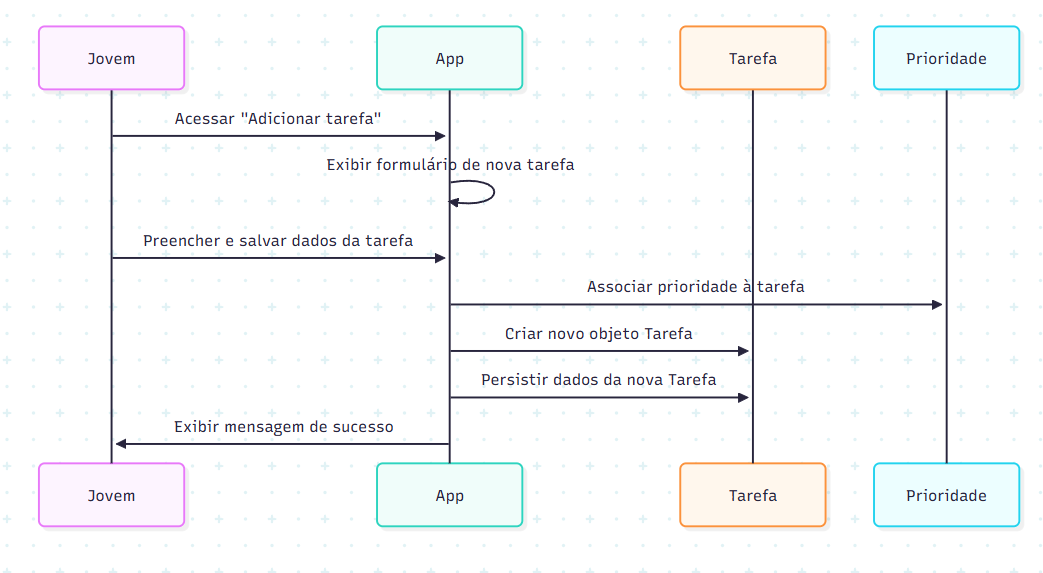 Jovem
App
Tarefa
Prioridade
Acessar "Adicionar tarefa"
Exibir formulário de nova tarefa
Preencher e salvar dados da tarefa
Associar prioridade à tarefa
Criar novo objeto Tarefa
Persistir dados da nova Tarefa
Exibir mensagem de sucesso
Jovem
App
Tarefa
Prioridade